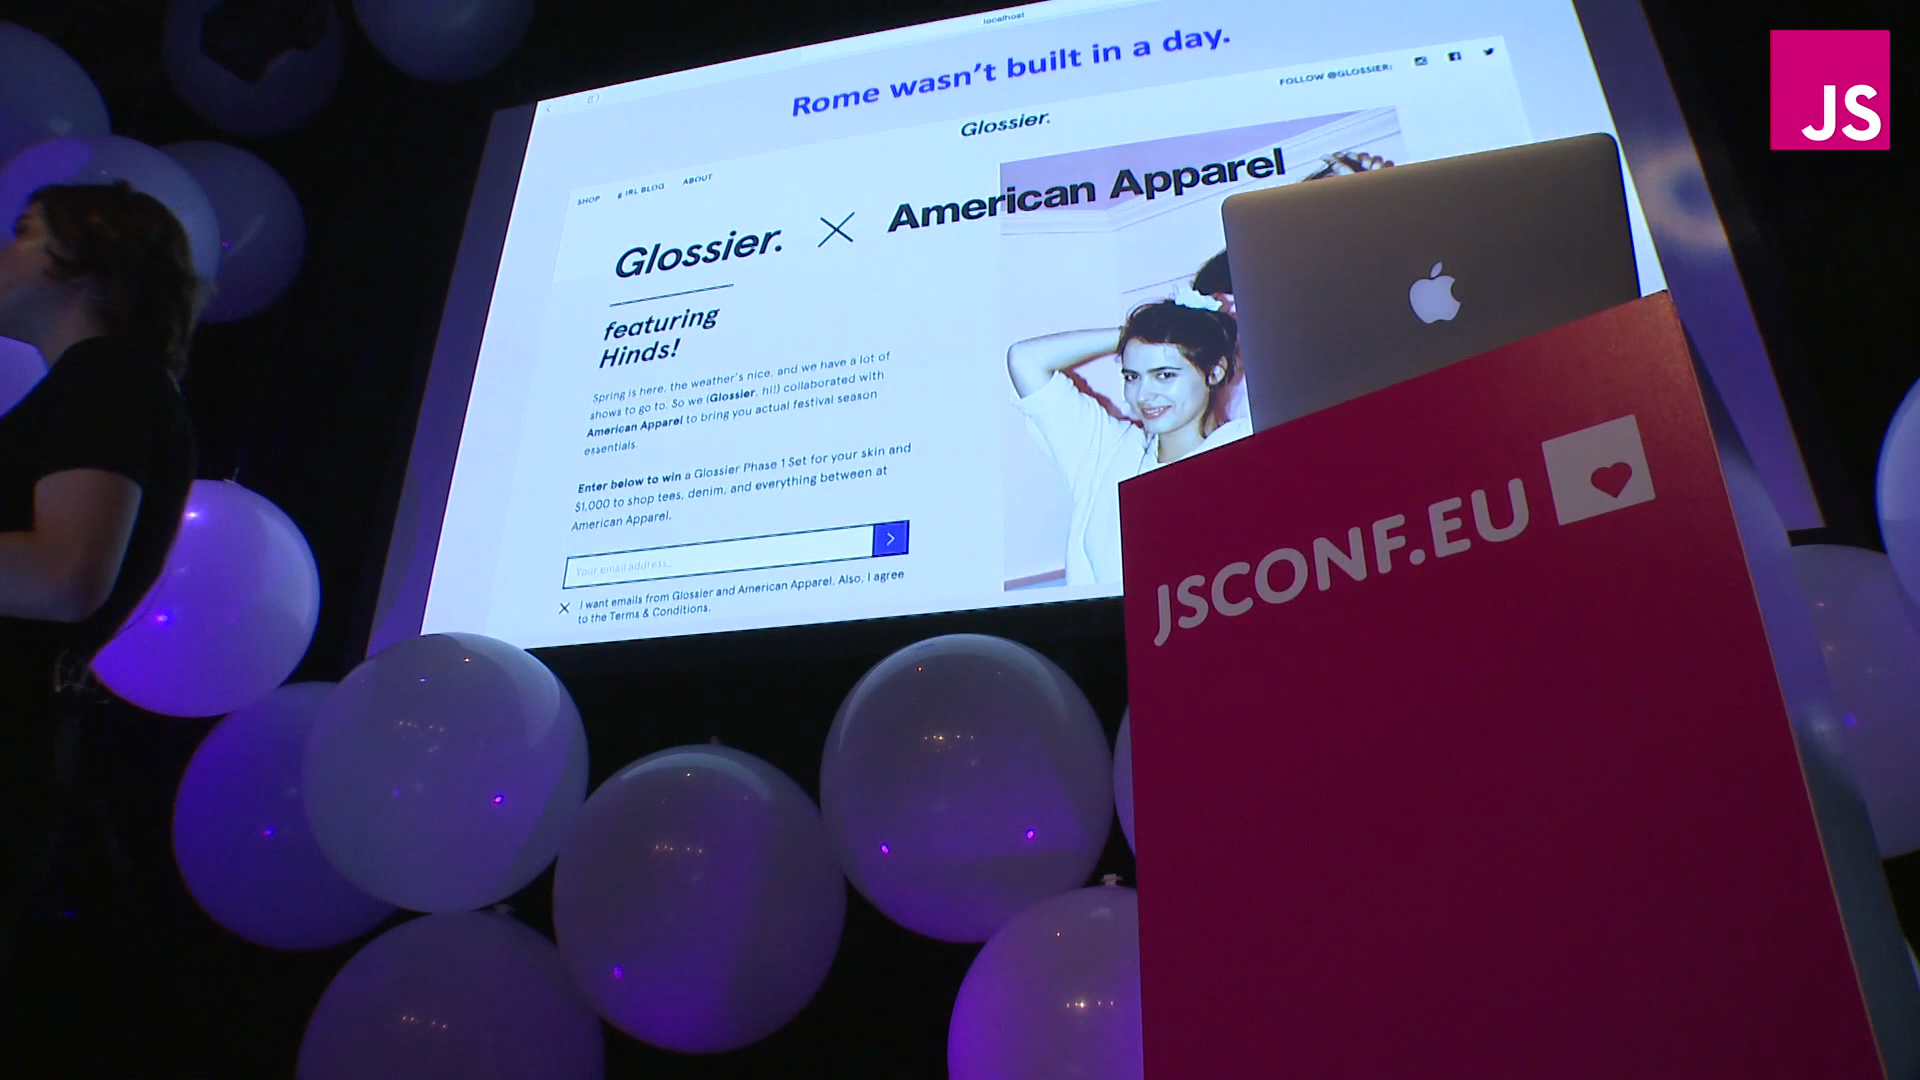 localhost
Rome wasn't built in a day.
FOLLOW @GLOSSIER:
Glossier.
SHOP
IRL BLOG
ABOUT
Glossier. X American Apparel
featuring
Hinds!
Spring is here, the weather's nice, and we have a lot of
shows to go to. So we (Glossier, hi!) collaborated with
American Apparel to bring you actual festival season
essentials.
Enter below to win a Glossier Phase 1 Set for your skin and
$1,000 to shop tees, denim, and everything between at
American Apparel.
Your email address...
I want emails from Glossier and American Apparel. Also, I agree
to the Terms & Conditions.
JSCONF.EU
JS